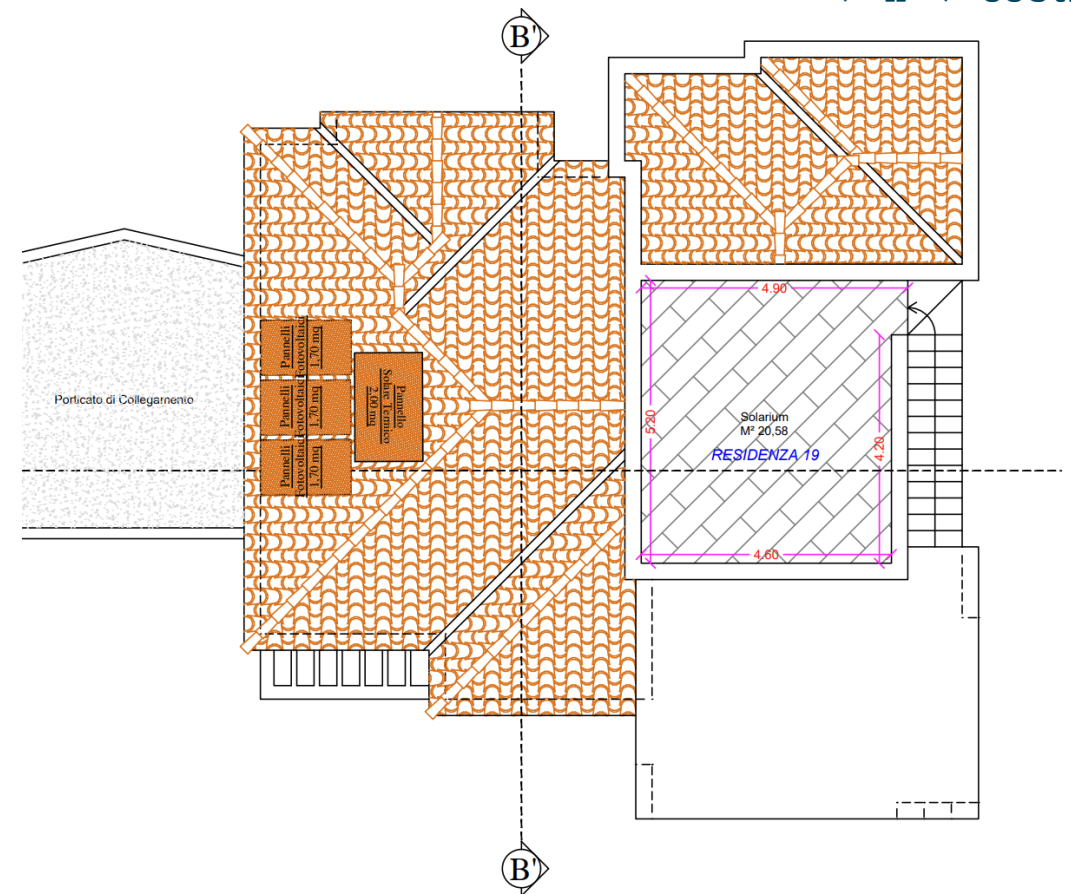 B'
4.90
Pannelli
Fotovoltaici
1,70 mq
Pannelli
Fotovoltaici
1,70 mq
Pannelli
Fotovoltaici
1,70 mq
Pannello
Solare Termico
2.00 mq
Porticato di Collegamento
5.20
Solarium
M² 20,58
RESIDENZA 19
4.20
4.60
B'